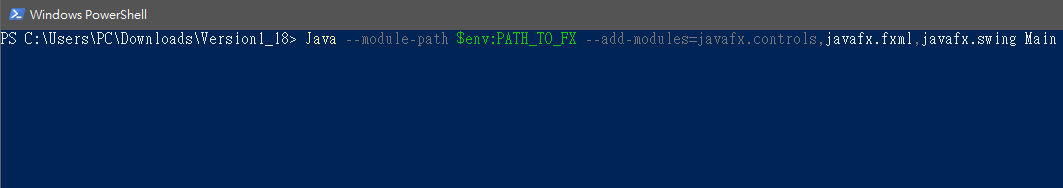 Windows PowerShell
PS C:\Users\PC\Downloads\Version1_18> Java --module-path $env:PATH_TO_FX --add-modules=javafx.controls,javafx.fxml,javafx.swing Main